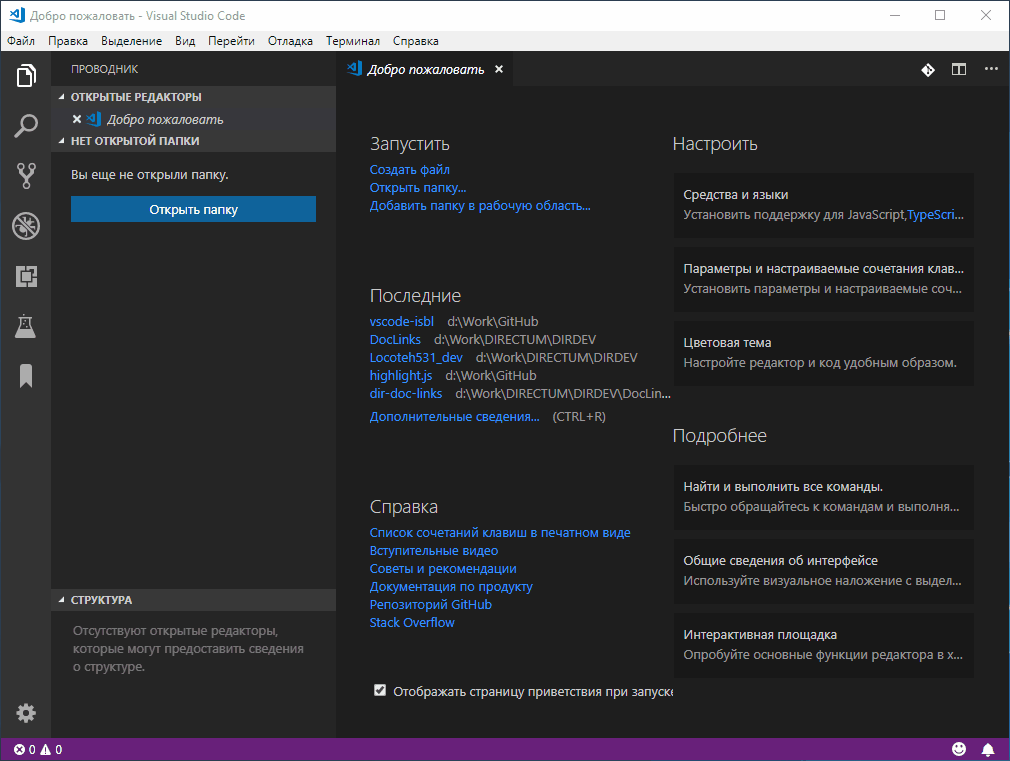 Добро пожаловать - Visual Studio Code
Файл Правка Выделение Вид Перейти Отладка Терминал Справка
ПРОВОДНИК
ОТКРЫТЫЕ РЕДАКТОРЫ
Добро пожаловать
НЕТ ОТКРЫТОЙ ПАПКИ
Вы еще не открыли папку.
Открыть папку
СТРУКТУРА
Отсутствуют открытые редакторы,
которые могут предоставить сведения
о структуре.
Добро пожаловать
Запустить
Создать файл
Открыть папку...
Добавить папку в рабочую область...
Последние
vscode-isbl d:\Work\GitHub
DocLinks d:\Work\DIRECTUM\DIRDEV
Locoteh531_dev d:\Work\DIRECTUM\DIRDEV
highlight.js d:\Work\GitHub
dir-doc-links d:\Work\DIRECTUM\DIRDEV\DocLin...
Дополнительные сведения... (CTRL+R)
Справка
Список сочетаний клавиш в печатном виде
Вступительные видео
Советы и рекомендации
Документация по продукту
Репозиторий GitHub
Stack Overflow
Отображать страницу приветствия при запуске
Настроить
Средства и языки
Установить поддержку для JavaScript,TypeScri...
Параметры и настраиваемые сочетания клав...
Установить параметры и настраиваемые соч...
Цветовая тема
Настройте редактор и код удобным образом.
Подробнее
Найти и выполнить все команды.
Быстро обращайтесь к командам и выполня...
Общие сведения об интерфейсе
Используйте визуальное наложение с выдел...
Интерактивная площадка
Опробуйте основные функции редактора в х...
0 0